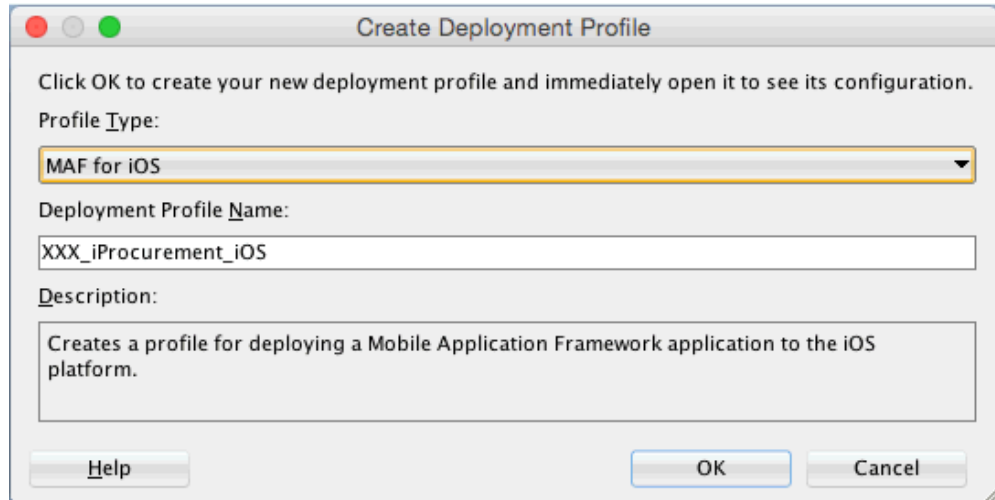 Create Deployment Profile
Click OK to create your new deployment profile and immediately open it to see its configuration.
Profile Type:
MAF for iOS
Deployment Profile Name:
XXX_iProcurement_iOS
Description:
Creates a profile for deploying a Mobile Application Framework application to the iOS
platform.
Help
OK
Cancel